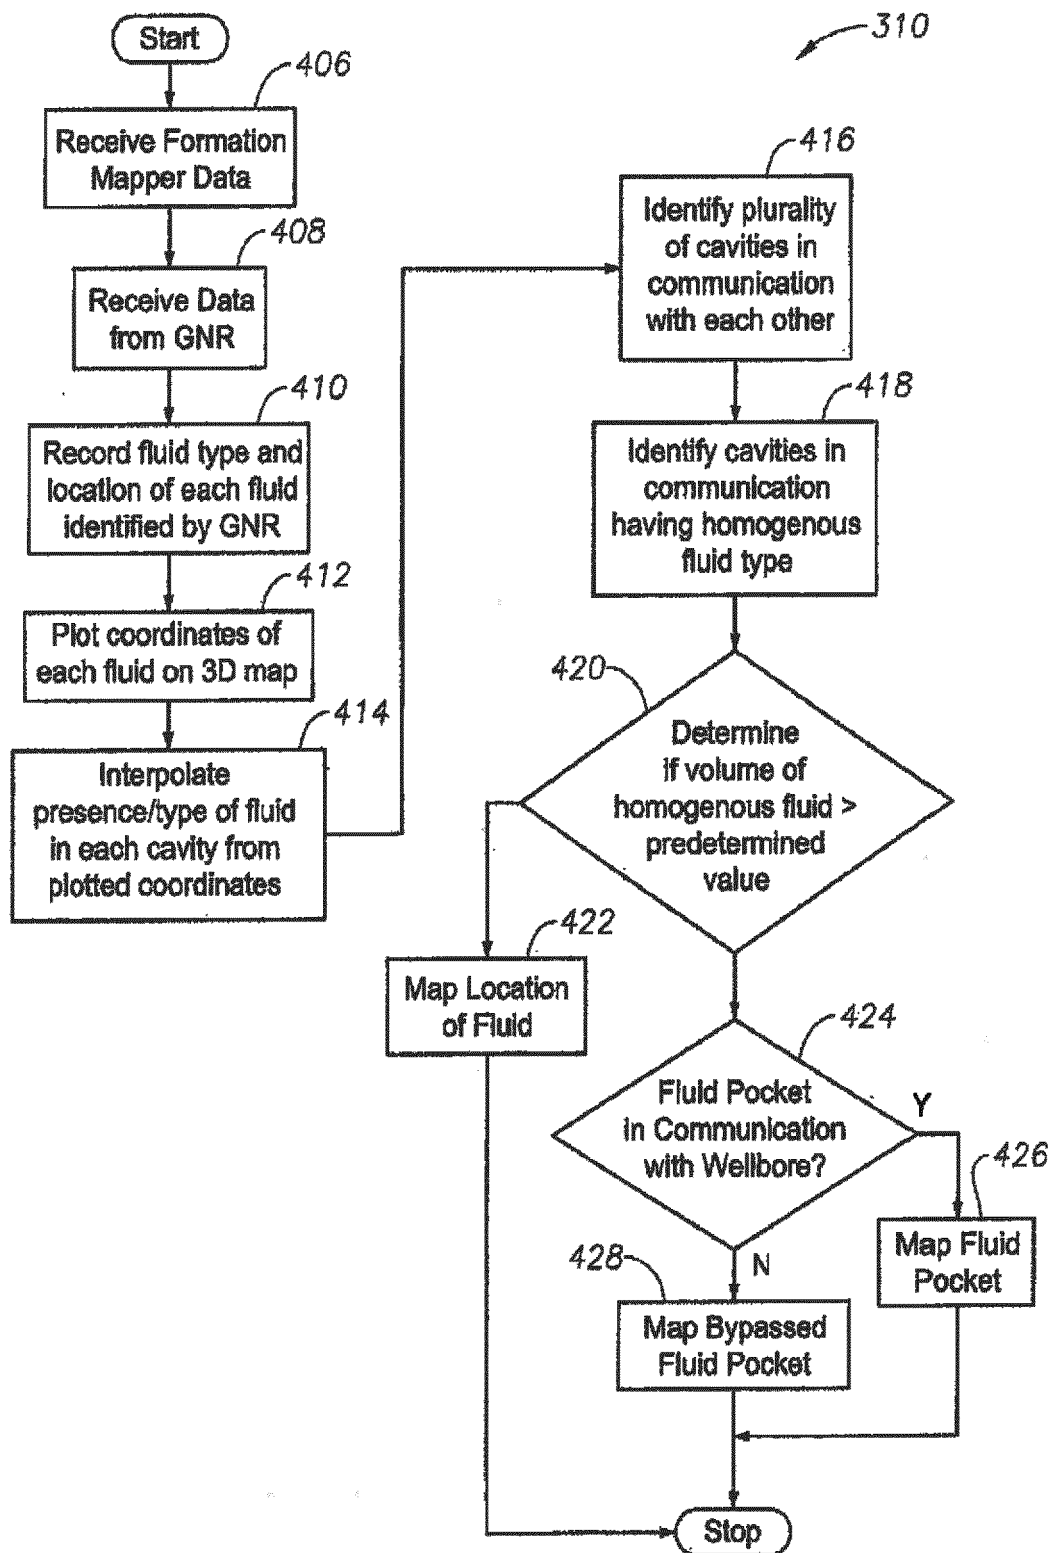 310
Start
406
Receive Formation
Mapper Data
408
Receive Data
from GNR
410
Record fluid type and
location of each fluid
identified by GNR
412
Plot coordinates of
each fluid on 3D map
414
Interpolate
presence/type of fluid
in each cavity from
plotted coordinates
416
Identify plurality
of cavities in
communication
with each other
418
Identify cavities in
communication
having homogenous
fluid type
420
Determine
if volume of
homogenous fluid >
predetermined
value
422
Map Location
of Fluid
424
Fluid Pocket
in Communication
with Wellbore?
Y
426
Map Fluid
Pocket
N
428
Map Bypassed
Fluid Pocket
Stop